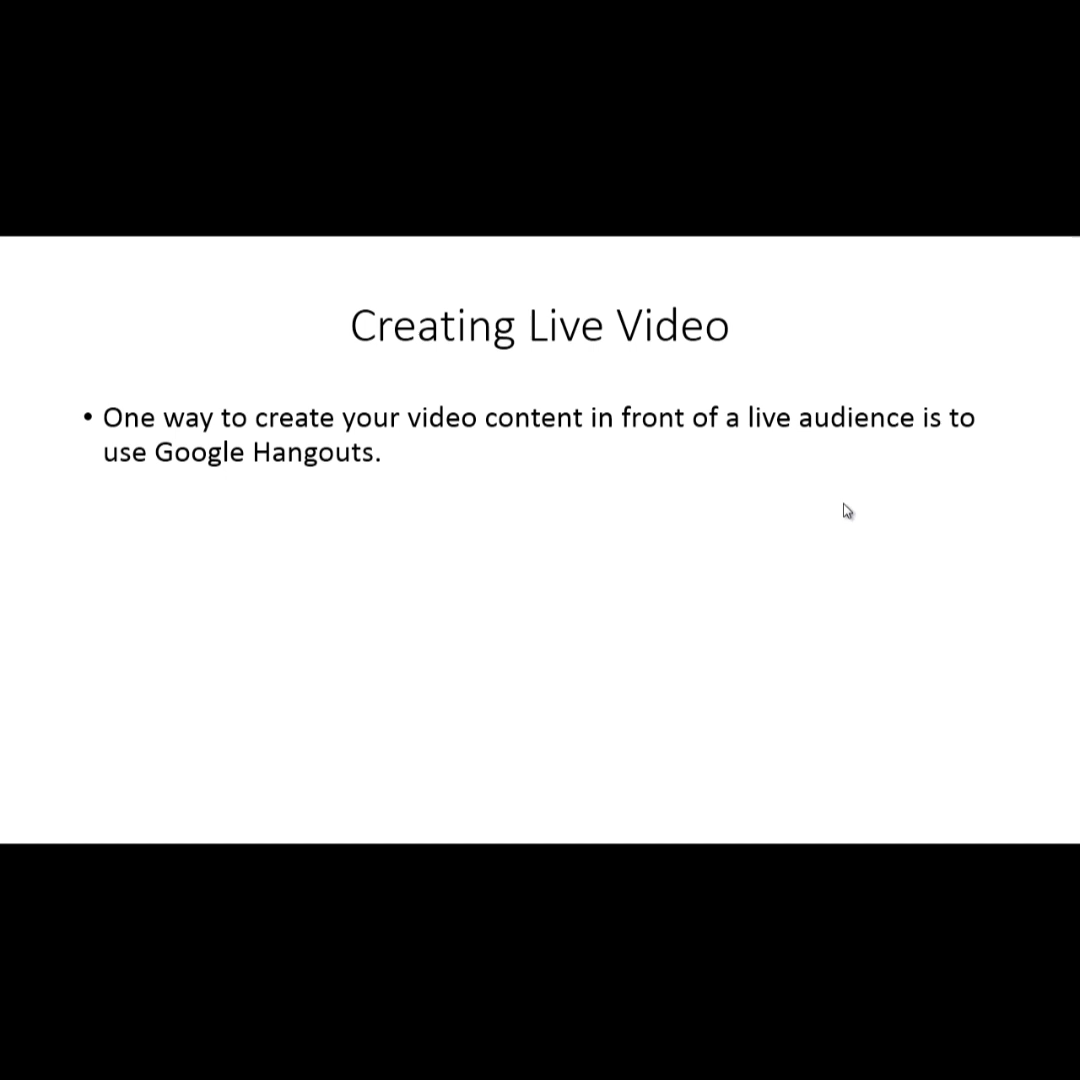 Creating Live Video
• One way to create your video content in front of a live audience is to
use Google Hangouts.